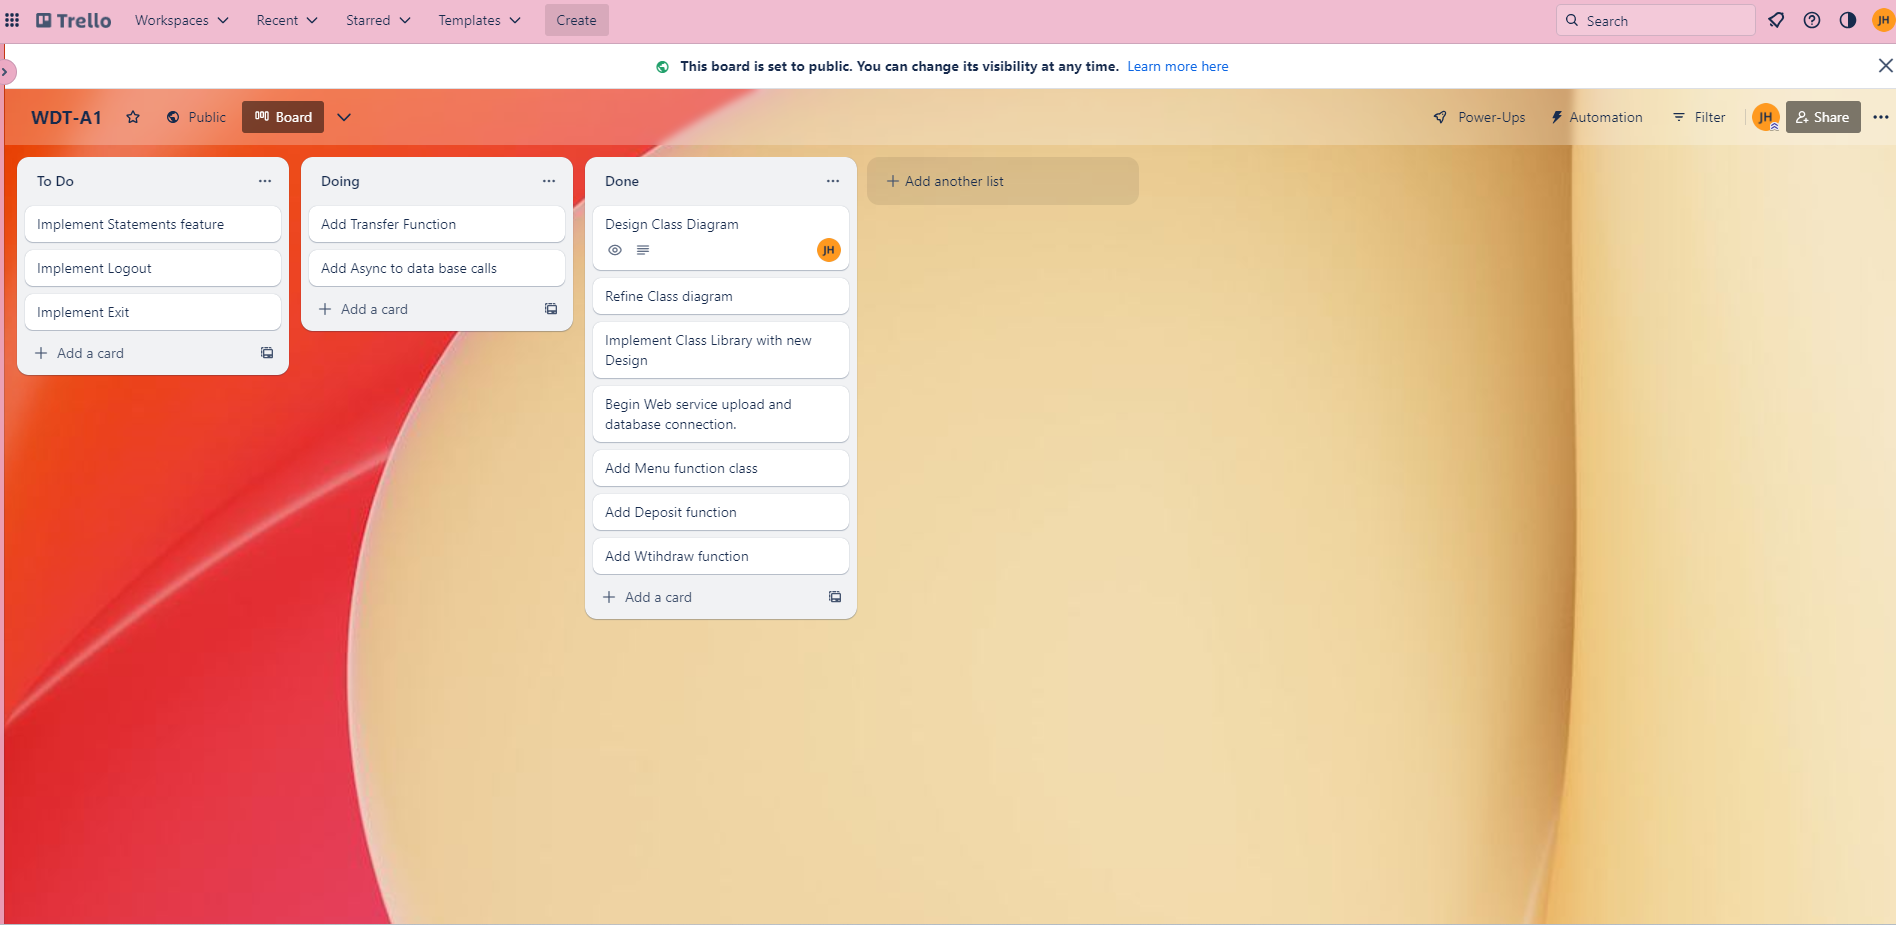 Trello Workspaces Recent Starred Templates Create Search JH
This board is set to public. You can change its visibility at any time. Learn more here
WDT-A1 Public Board Power-Ups Automation Filter JH Share
To Do
Implement Statements feature
Implement Logout
Implement Exit
Add a card
Doing
Add Transfer Function
Add Async to data base calls
Add a card
Done
Design Class Diagram
JH
Refine Class diagram
Implement Class Library with new
Design
Begin Web service upload and
database connection.
Add Menu function class
Add Deposit function
Add Wtihdraw function
Add a card
Add another list